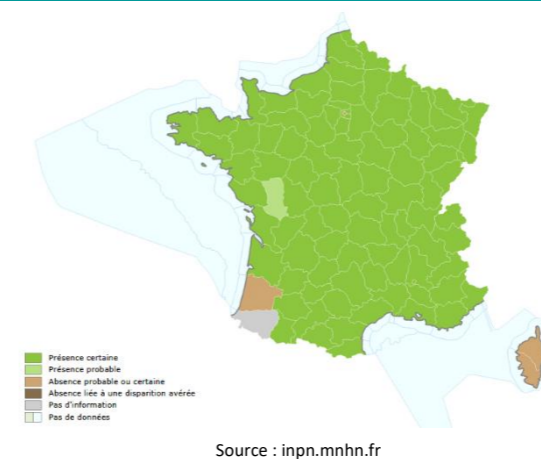 Présence certaine
Présence probable
Absence probable ou certaine
Absence liée à une disparition avérée
Pas d'information
Pas de données
Source : inpn.mnhn.fr